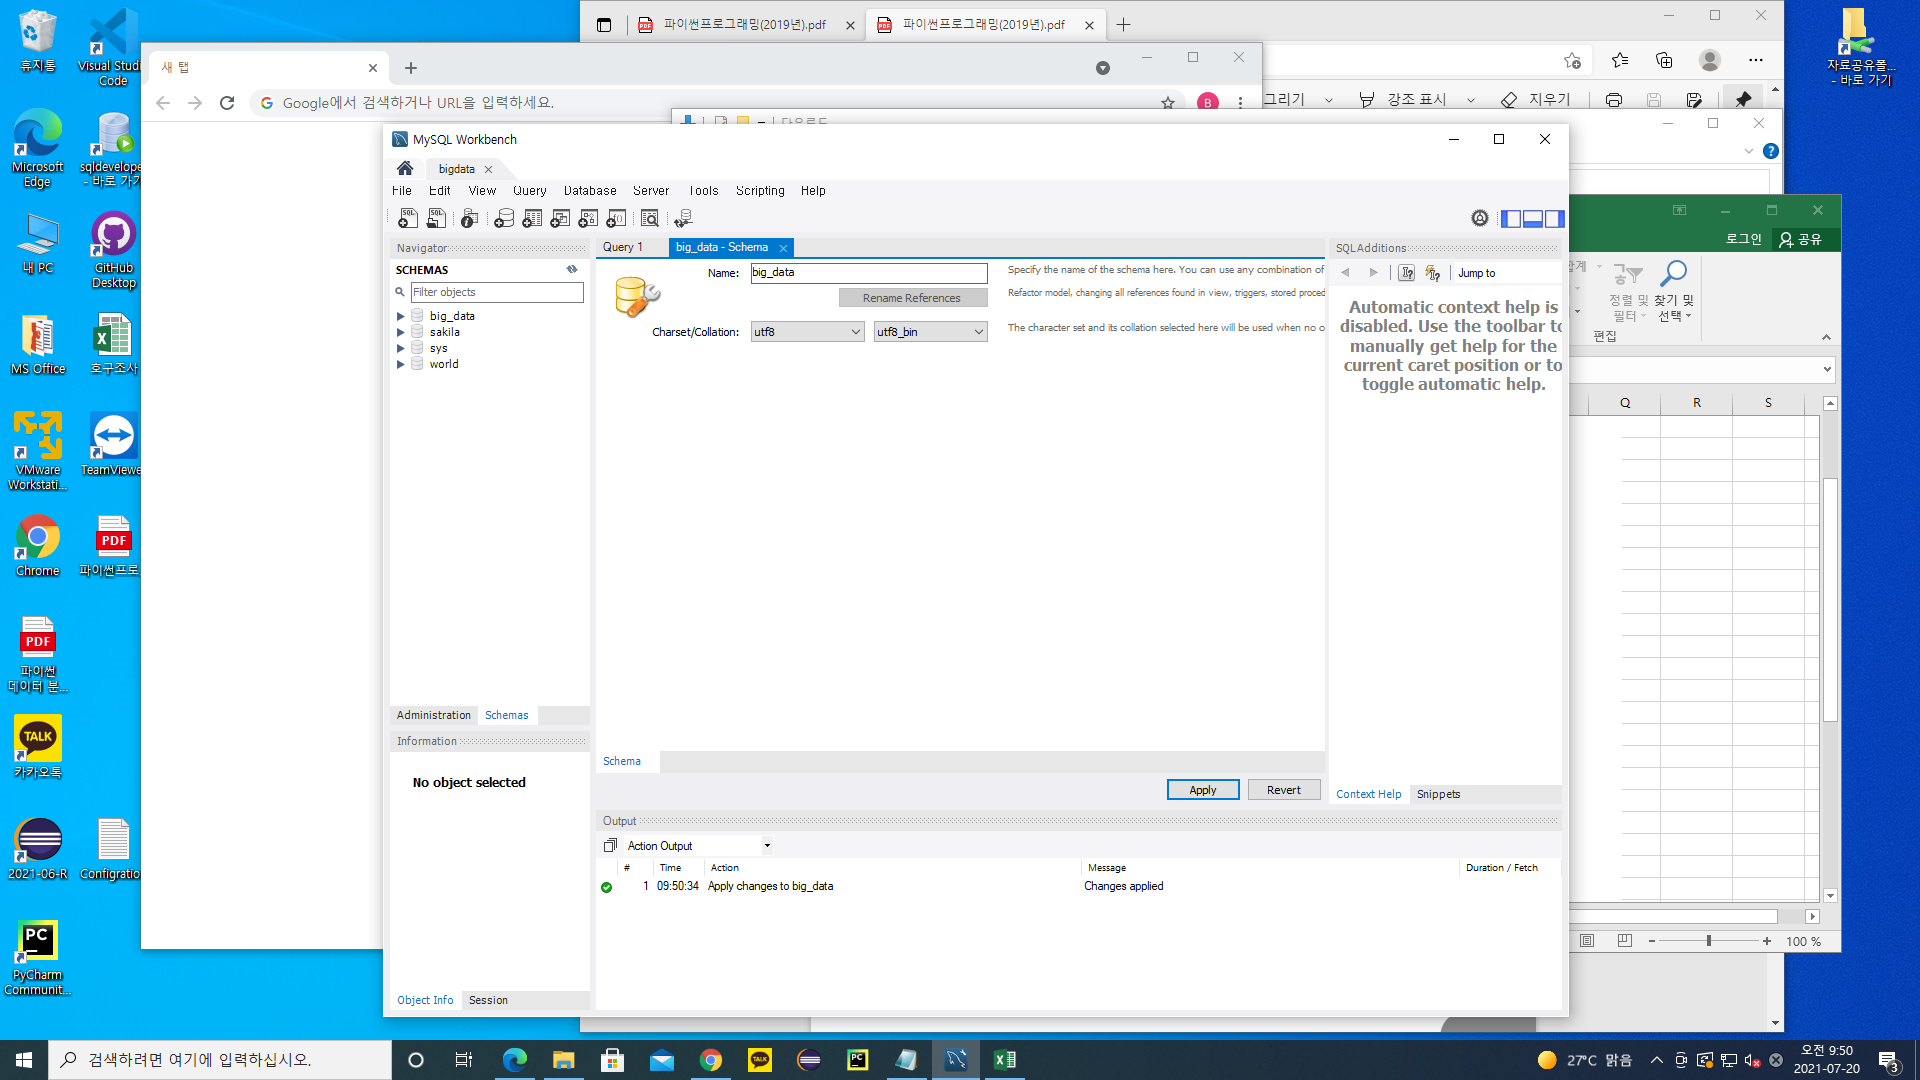 휴지통
Visual Studi
Code
Microsoft
Edge
sqldevelope
- 바로 가기
내 PC
GitHub
Desktop
MS Office
호구조사
VMware
Workstati...
TeamViewe
Chrome
파이썬프로
파이썬
데이터 분...
카카오톡
2021-06-R
Configratio
PyCharm
Communit...
자료공유폴...
- 바로 가기
파이썬프로그래밍(2019년).pdf
파이썬프로그래밍(2019년).pdf
그리기
강조 표시
지우기
새 탭
Google에서 검색하거나 URL을 입력하세요.
B
다운로드
로그인
공유
합계
정렬 및
필터
찾기 및
선택
편집
Q
R
S
100 %
MySQL Workbench
bigdata
File
Edit
View
Query
Database
Server
Tools
Scripting
Help
Navigator
SCHEMAS
Filter objects
big_data
sakila
sys
world
Administration
Schemas
Information
No object selected
Object Info
Session
Query 1
big_data - Schema
Name:
big_data
Specify the name of the schema here. You can use any combination of
Rename References
Refactor model, changing all references found in view, triggers, stored proced
Charset/Collation:
utf8
utf8_bin
The character set and its collation selected here will be used when no o
Schema
Apply
Revert
SQLAdditions
Jump to
Automatic context help is
disabled. Use the toolbar to
manually get help for the
current caret position or to
toggle automatic help.
Context Help
Snippets
Output
Action Output
#
Time
Action
Message
Duration / Fetch
1
09:50:34
Apply changes to big_data
Changes applied
검색하려면 여기에 입력하십시오.
27°C 맑음
오전 9:50
2021-07-20
3